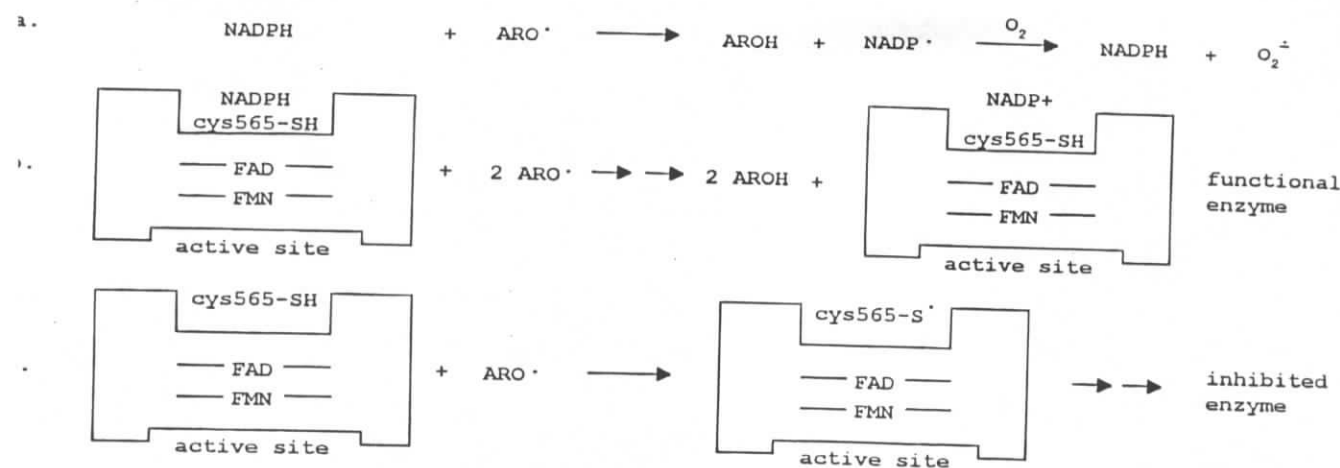 a. NADPH + ARO· ⟶ AROH + NADP· O₂ ⟶ NADPH + O₂∸
NADPH NADP+
cys565-SH cys565-SH
. FAD + 2 ARO· ⟶⟶ 2 AROH + FAD functional
FMN FMN enzyme
active site active site
cys565-SH cys565-S·
. FAD + ARO· ⟶ FAD ⟶⟶ inhibited
FMN FMN enzyme
active site active site